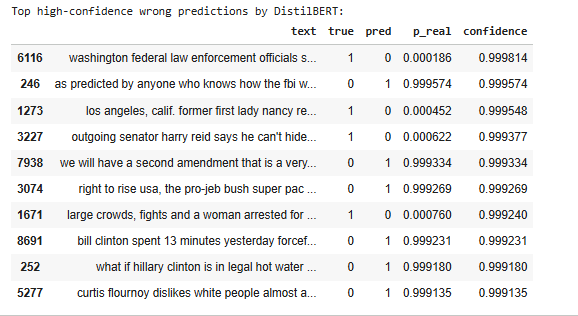 Top high-confidence wrong predictions by DistilBERT:
text true pred p_real confidence
6116 washington federal law enforcement officials s... 1 0 0.000186 0.999814
246 as predicted by anyone who knows how the fbi w... 0 1 0.999574 0.999574
1273 los angeles, calif. former first lady nancy re... 1 0 0.000452 0.999548
3227 outgoing senator harry reid says he can't hide... 1 0 0.000622 0.999377
7938 we will have a second amendment that is a very... 0 1 0.999334 0.999334
3074 right to rise usa, the pro-jeb bush super pac ... 0 1 0.999269 0.999269
1671 large crowds, fights and a woman arrested for ... 1 0 0.000760 0.999240
8691 bill clinton spent 13 minutes yesterday forcef... 0 1 0.999231 0.999231
252 what if hillary clinton is in legal hot water ... 0 1 0.999180 0.999180
5277 curtis flournoy dislikes white people almost a... 0 1 0.999135 0.999135